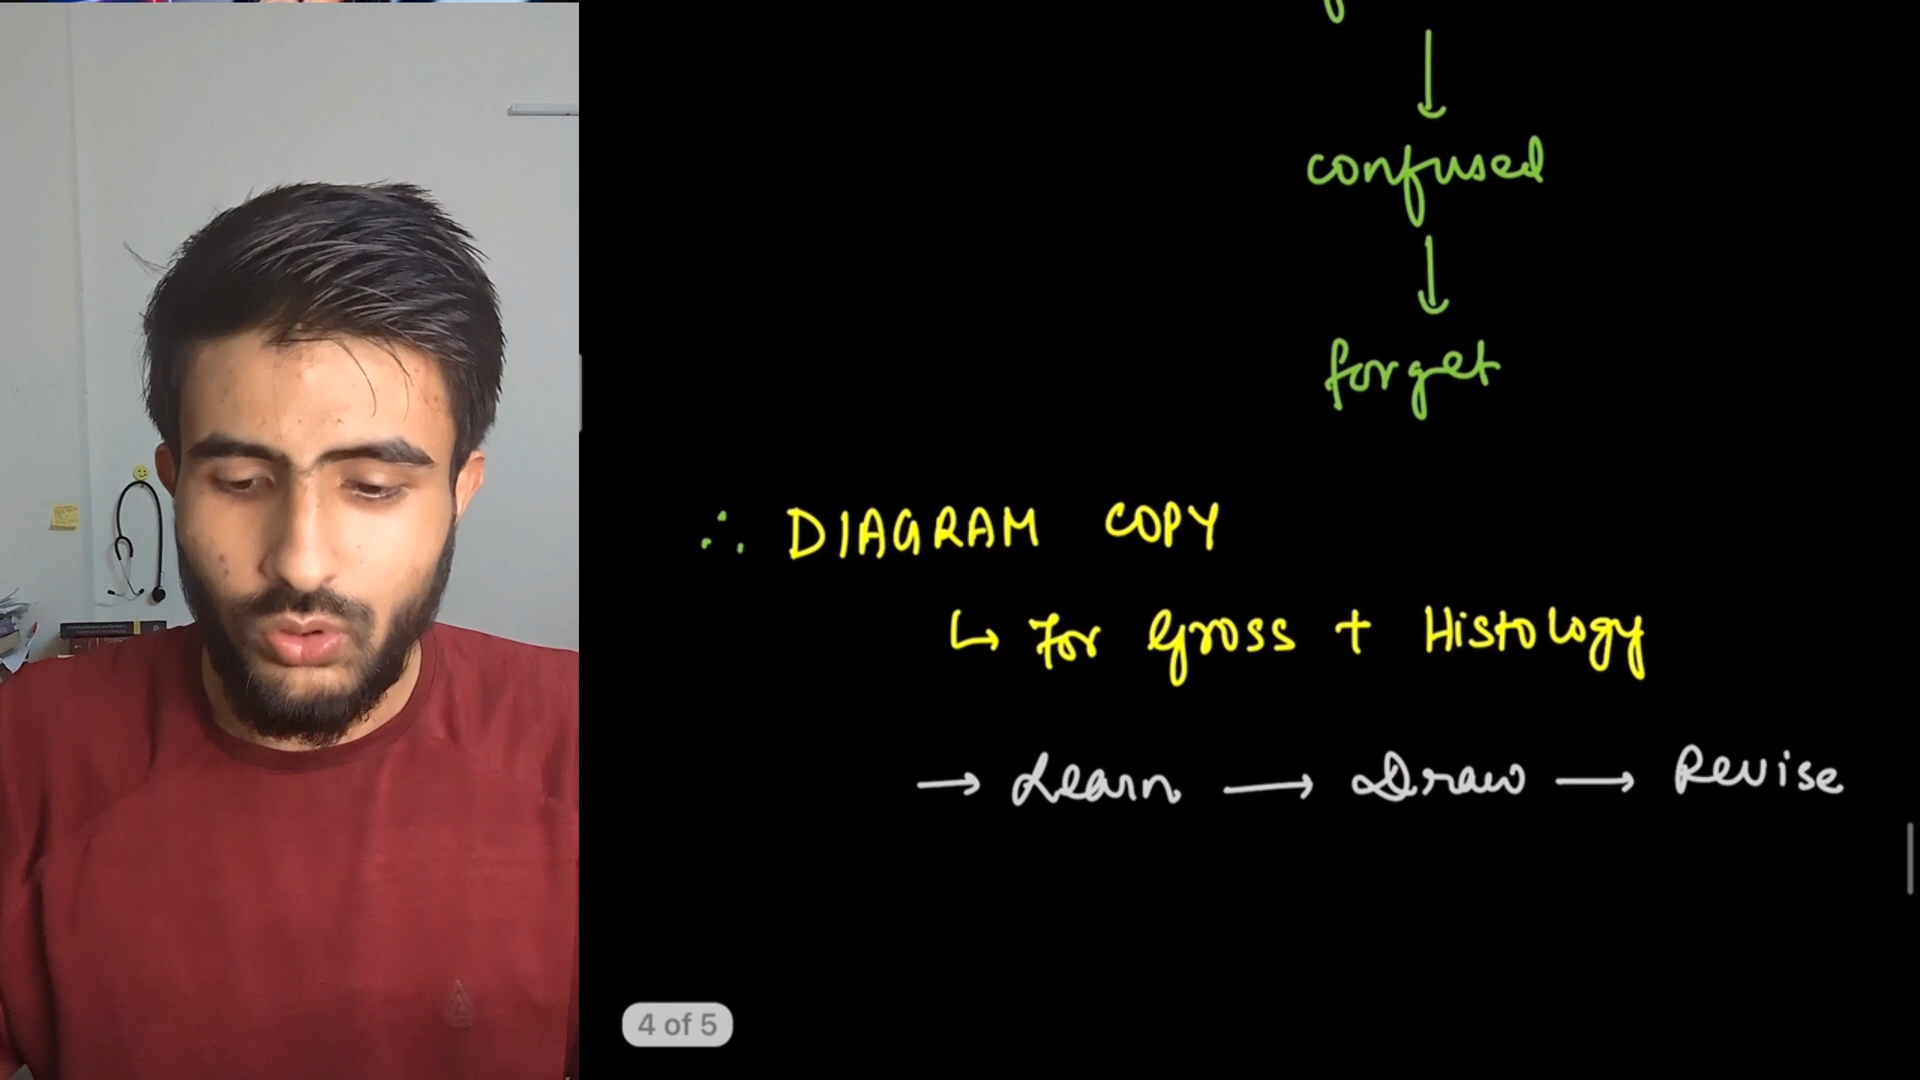 ↓
confused
↓
forget
∴ DIAGRAM COPY
↳ For Gross + Histology
→ Learn → Draw → Revise
4 of 5